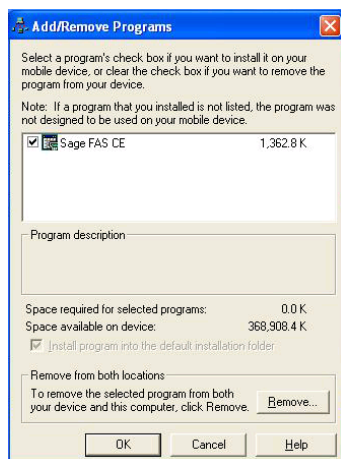 Add/Remove Programs
Select a program's check box if you want to install it on your
mobile device, or clear the check box if you want to remove the
program from your device.
Note: If a program that you installed is not listed, the program was
not designed to be used on your mobile device.
Sage FAS CE 1,362.8 K
Program description
Space required for selected programs: 0.0 K
Space available on device: 368,908.4 K
Install program into the default installation folder
Remove from both locations
To remove the selected program from both
your device and this computer, click Remove.
Remove...
OK Cancel Help